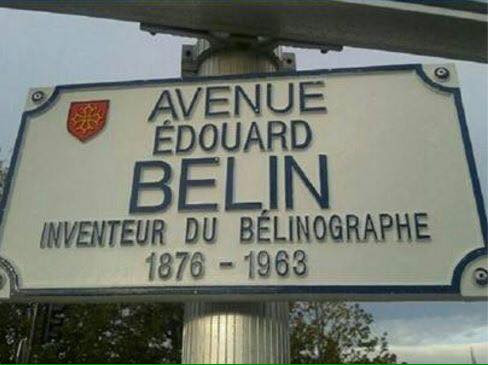 AVENUE
ÉDOUARD
BELIN
INVENTEUR DU BÉLINOGRAPHE
1876 - 1963